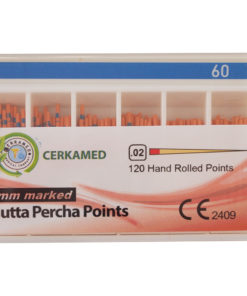 60
CERKAMED
.02
120 Hand Rolled Points
mm marked
utta Percha Points
CE 2409